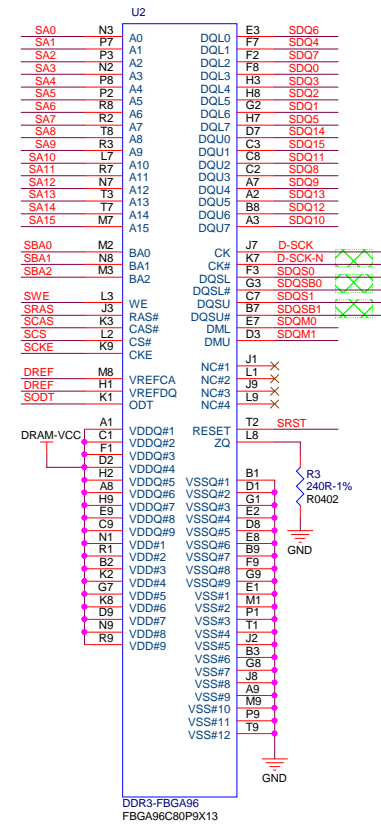 U2
SA0 N3 A0 DQL0 E3 SDQ6
SA1 P7 A1 DQL1 F7 SDQ4
SA2 P3 A2 DQL2 F2 SDQ7
SA3 N2 A3 DQL3 F8 SDQ0
SA4 P8 A4 DQL4 H3 SDQ3
SA5 P2 A5 DQL5 H8 SDQ2
SA6 R8 A6 DQL6 G2 SDQ1
SA7 R2 A7 DQL7 H7 SDQ5
SA8 T8 A8 DQU0 D7 SDQ14
SA9 R3 A9 DQU1 C3 SDQ15
SA10 L7 A10 DQU2 C8 SDQ11
SA11 R7 A11 DQU3 C2 SDQ8
SA12 N7 A12 DQU4 A7 SDQ9
SA13 T3 A13 DQU5 A2 SDQ13
SA14 T7 A14 DQU6 B8 SDQ12
SA15 M7 A15 DQU7 A3 SDQ10
SBA0 M2 BA0 CK J7 D-SCK
SBA1 N8 BA1 CK# K7 D-SCK-N
SBA2 M3 BA2 DQSL F3 SDQS0
DQSL# G3 SDQSB0
SWE L3 WE DQSU C7 SDQS1
SRAS J3 RAS# DQSU# B7 SDQSB1
SCAS K3 CAS# DML E7 SDQM0
SCS L2 CS# DMU D3 SDQM1
SCKE K9 CKE
NC#1 J1
DREF M8 VREFCA NC#2 L1
DREF H1 VREFDQ NC#3 J9
SODT K1 ODT NC#4 L9
A1 VDDQ#1 RESET T2 SRST
DRAM-VCC C1 VDDQ#2 ZQ L8
F1 VDDQ#3
D2 VDDQ#4
H2 VDDQ#5 VSSQ#1 B1
A8 VDDQ#6 VSSQ#2 D1
H9 VDDQ#7 VSSQ#3 G1
E9 VDDQ#8 VSSQ#4 E2
C9 VDDQ#9 VSSQ#5 D8
N1 VDD#1 VSSQ#6 E8
R1 VDD#2 VSSQ#7 B9
B2 VDD#3 VSSQ#8 F9
K2 VDD#4 VSSQ#9 G9
G7 VDD#5 VSS#1 E1
K8 VDD#6 VSS#2 M1
D9 VDD#7 VSS#3 P1
N9 VDD#8 VSS#4 T1
R9 VDD#9 VSS#5 J2
VSS#6 B3
VSS#7 G8
VSS#8 J8
VSS#9 A9
VSS#10 M9
VSS#11 P9
VSS#12 T9
R3
240R-1%
R0402
GND
GND
DDR3-FBGA96
FBGA96C80P9X13